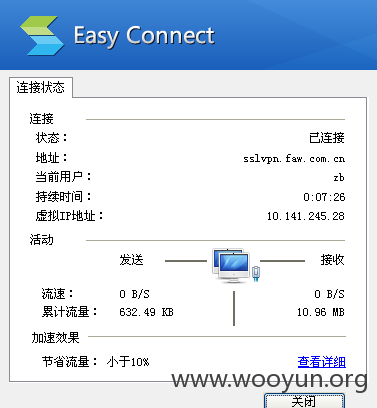 Easy Connect
连接状态
连接
状态： 已连接
地址： sslvpn.faw.com.cn
当前用户： zb
持续时间： 0:07:26
虚拟IP地址： 10.141.245.28
活动
发送 接收
流速： 0 B/S 0 B/S
累计流量： 632.49 KB 10.96 MB
加速效果
节省流量： 小于10% 查看详细
www.wooyun.org
关闭